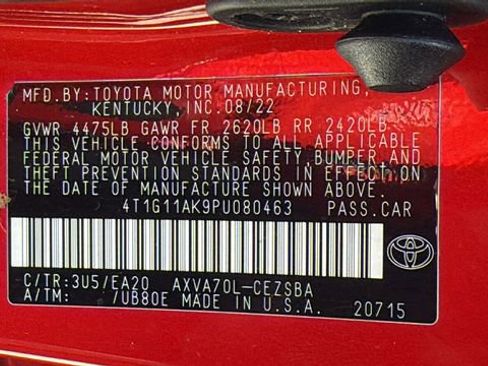 MFD.BY:TOYOTA MOTOR MANUFACTURING,
KENTUCKY,INC.08/22
GVWR 4475LB GAWR FR 2620LB RR 2420LB
THIS VEHICLE CONFORMS TO ALL APPLICABLE
FEDERAL MOTOR VEHICLE SAFETY,BUMPER,AND
THEFT PREVENTION STANDARDS IN EFFECT ON
THE DATE OF MANUFACTURE SHOWN ABOVE.
4T1G11AK9PU080463 PASS.CAR
C/TR:3U5/EA20 AXVA70L-CEZSBA
A/TM: /UB80E MADE IN U.S.A. 20715